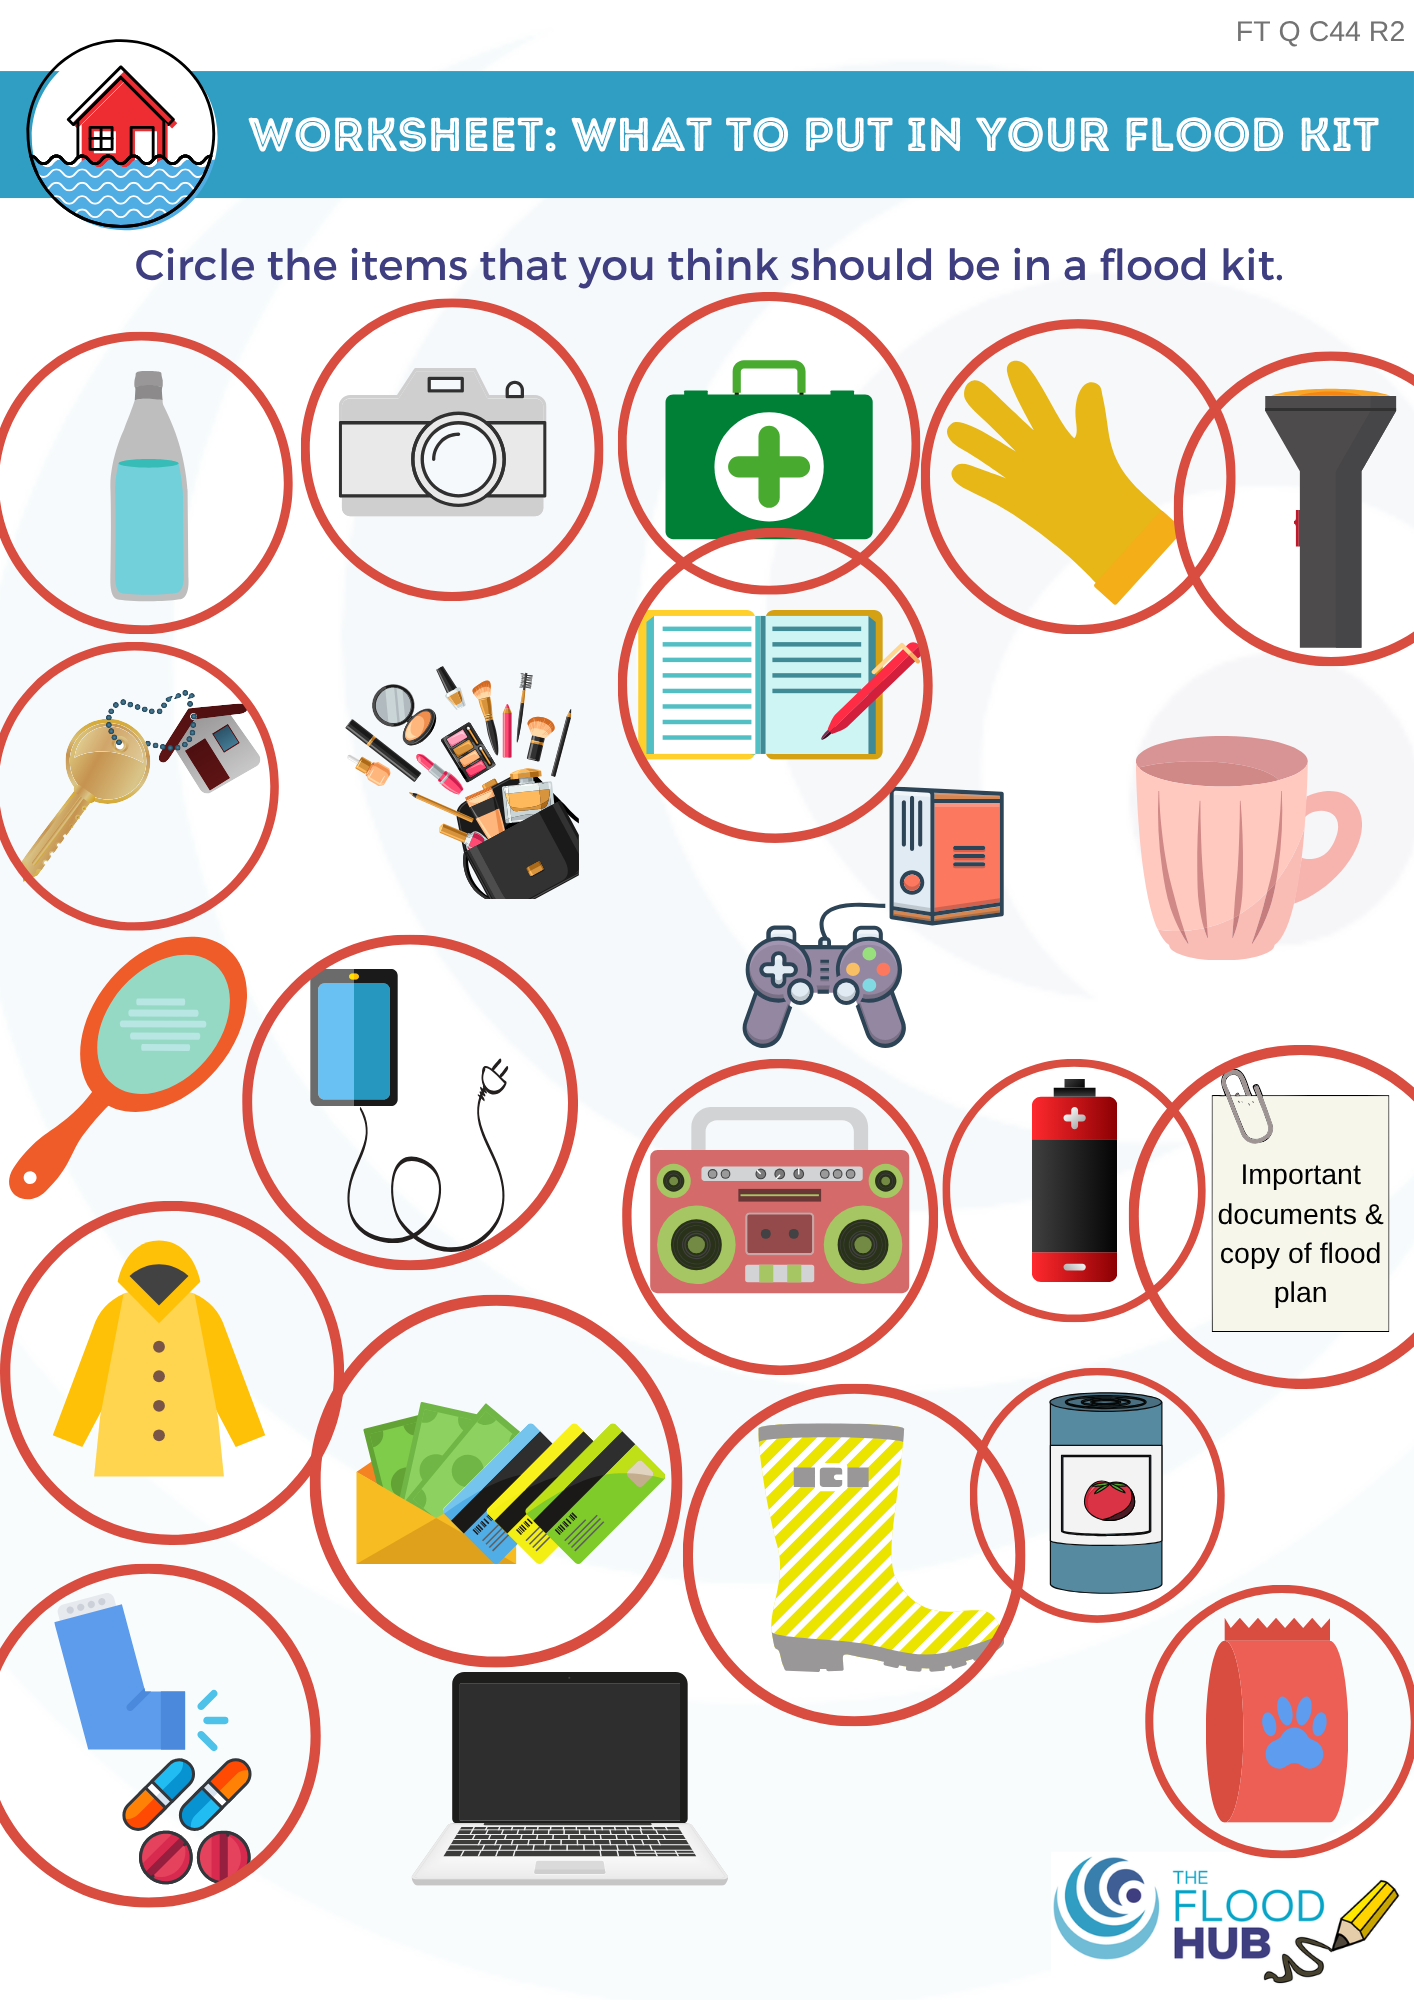 FT Q C44 R2
WORKSHEET: WHAT TO PUT IN YOUR FLOOD KIT
Circle the items that you think should be in a flood kit.
Important
documents &
copy of flood
plan
THE
FLOOD
HUB